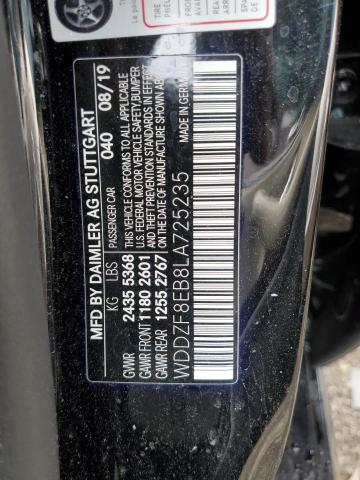 MFD BY DAIMLER AG STUTTGART
PASSENGER CAR 040 08/19
KG LBS
GVWR 2435 5368
GAWR FRONT 1180 2601
GAWR REAR 1255 2767
THIS VEHICLE CONFORMS TO ALL APPLICABLE
U.S. FEDERAL MOTOR VEHICLE SAFETY, BUMPER
AND THEFT PREVENTION STANDARDS IN EFFECT
ON THE DATE OF MANUFACTURE SHOWN ABOVE
MADE IN GERMANY
WDDZF8EB8LA725235